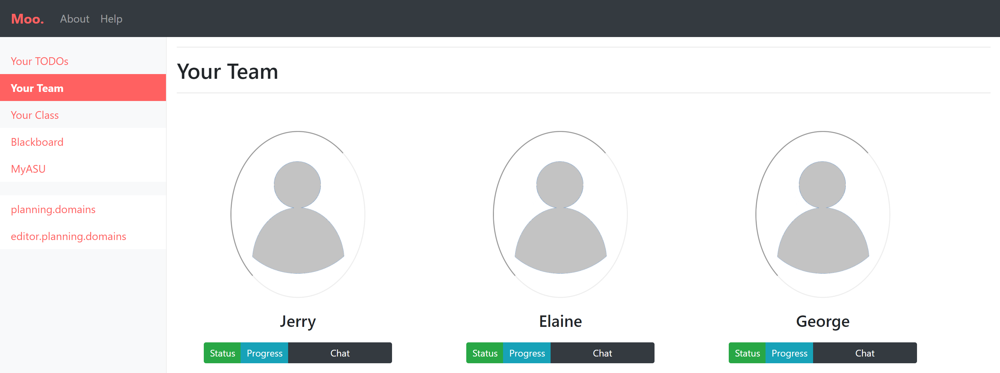 Moo. About Help
Your TODOs
Your Team
Your Class
Blackboard
MyASU
planning.domains
editor.planning.domains
Your Team
Jerry
Status Progress Chat
Elaine
Status Progress Chat
George
Status Progress Chat